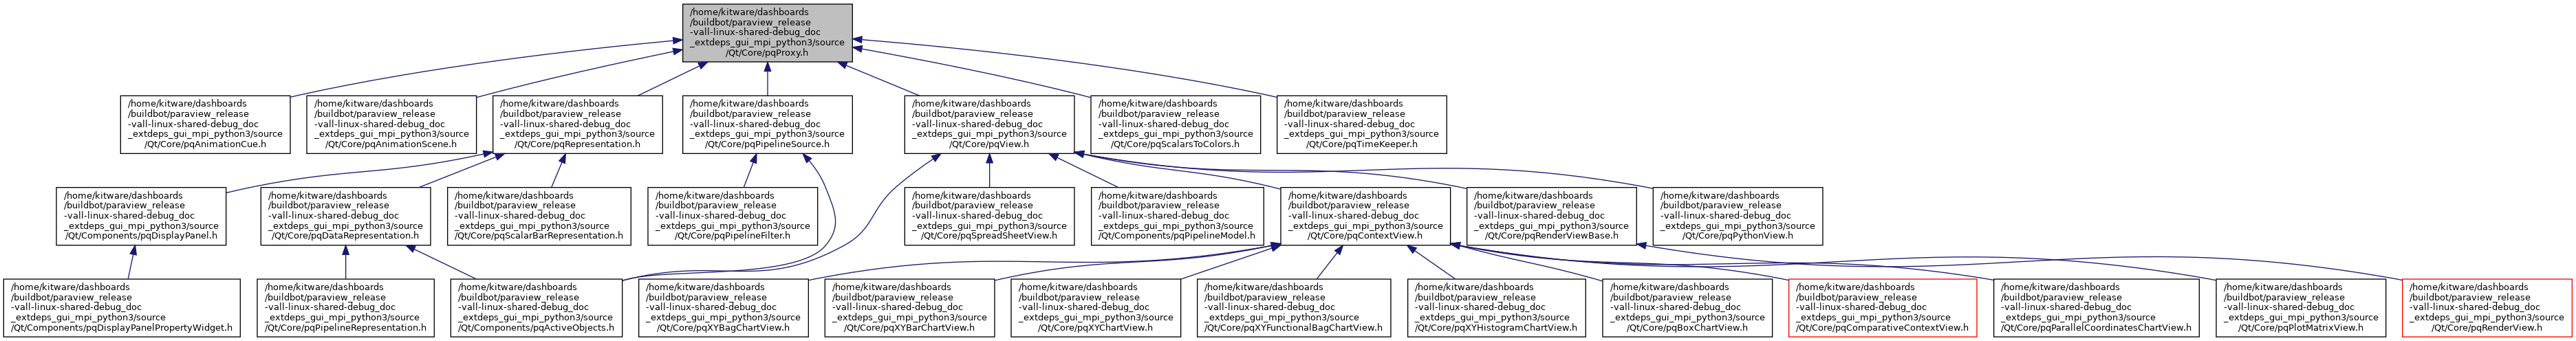 /home/kitware/dashboards
/buildbot/paraview_release
-vall-linux-shared-debug_doc
_extdeps_gui_mpi_python3/source
/Qt/Core/pqProxy.h
/home/kitware/dashboards
/buildbot/paraview_release
-vall-linux-shared-debug_doc
_extdeps_gui_mpi_python3/source
/Qt/Core/pqAnimationCue.h
/home/kitware/dashboards
/buildbot/paraview_release
-vall-linux-shared-debug_doc
_extdeps_gui_mpi_python3/source
/Qt/Core/pqAnimationScene.h
/home/kitware/dashboards
/buildbot/paraview_release
-vall-linux-shared-debug_doc
_extdeps_gui_mpi_python3/source
/Qt/Core/pqRepresentation.h
/home/kitware/dashboards
/buildbot/paraview_release
-vall-linux-shared-debug_doc
_extdeps_gui_mpi_python3/source
/Qt/Core/pqPipelineSource.h
/home/kitware/dashboards
/buildbot/paraview_release
-vall-linux-shared-debug_doc
_extdeps_gui_mpi_python3/source
/Qt/Core/pqView.h
/home/kitware/dashboards
/buildbot/paraview_release
-vall-linux-shared-debug_doc
_extdeps_gui_mpi_python3/source
/Qt/Core/pqScalarsToColors.h
/home/kitware/dashboards
/buildbot/paraview_release
-vall-linux-shared-debug_doc
_extdeps_gui_mpi_python3/source
/Qt/Core/pqTimeKeeper.h
/home/kitware/dashboards
/buildbot/paraview_release
-vall-linux-shared-debug_doc
_extdeps_gui_mpi_python3/source
/Qt/Components/pqDisplayPanel.h
/home/kitware/dashboards
/buildbot/paraview_release
-vall-linux-shared-debug_doc
_extdeps_gui_mpi_python3/source
/Qt/Core/pqDataRepresentation.h
/home/kitware/dashboards
/buildbot/paraview_release
-vall-linux-shared-debug_doc
_extdeps_gui_mpi_python3/source
/Qt/Core/pqScalarBarRepresentation.h
/home/kitware/dashboards
/buildbot/paraview_release
-vall-linux-shared-debug_doc
_extdeps_gui_mpi_python3/source
/Qt/Core/pqPipelineFilter.h
/home/kitware/dashboards
/buildbot/paraview_release
-vall-linux-shared-debug_doc
_extdeps_gui_mpi_python3/source
/Qt/Core/pqSpreadSheetView.h
/home/kitware/dashboards
/buildbot/paraview_release
-vall-linux-shared-debug_doc
_extdeps_gui_mpi_python3/source
/Qt/Components/pqPipelineModel.h
/home/kitware/dashboards
/buildbot/paraview_release
-vall-linux-shared-debug_doc
_extdeps_gui_mpi_python3/source
/Qt/Core/pqContextView.h
/home/kitware/dashboards
/buildbot/paraview_release
-vall-linux-shared-debug_doc
_extdeps_gui_mpi_python3/source
/Qt/Core/pqRenderViewBase.h
/home/kitware/dashboards
/buildbot/paraview_release
-vall-linux-shared-debug_doc
_extdeps_gui_mpi_python3/source
/Qt/Core/pqPythonView.h
/home/kitware/dashboards
/buildbot/paraview_release
-vall-linux-shared-debug_doc
_extdeps_gui_mpi_python3/source
/Qt/Components/pqDisplayPanelPropertyWidget.h
/home/kitware/dashboards
/buildbot/paraview_release
-vall-linux-shared-debug_doc
_extdeps_gui_mpi_python3/source
/Qt/Core/pqPipelineRepresentation.h
/home/kitware/dashboards
/buildbot/paraview_release
-vall-linux-shared-debug_doc
_extdeps_gui_mpi_python3/source
/Qt/Components/pqActiveObjects.h
/home/kitware/dashboards
/buildbot/paraview_release
-vall-linux-shared-debug_doc
_extdeps_gui_mpi_python3/source
/Qt/Core/pqXYBagChartView.h
/home/kitware/dashboards
/buildbot/paraview_release
-vall-linux-shared-debug_doc
_extdeps_gui_mpi_python3/source
/Qt/Core/pqXYBarChartView.h
/home/kitware/dashboards
/buildbot/paraview_release
-vall-linux-shared-debug_doc
_extdeps_gui_mpi_python3/source
/Qt/Core/pqXYChartView.h
/home/kitware/dashboards
/buildbot/paraview_release
-vall-linux-shared-debug_doc
_extdeps_gui_mpi_python3/source
/Qt/Core/pqXYFunctionalBagChartView.h
/home/kitware/dashboards
/buildbot/paraview_release
-vall-linux-shared-debug_doc
_extdeps_gui_mpi_python3/source
/Qt/Core/pqXYHistogramChartView.h
/home/kitware/dashboards
/buildbot/paraview_release
-vall-linux-shared-debug_doc
_extdeps_gui_mpi_python3/source
/Qt/Core/pqBoxChartView.h
/home/kitware/dashboards
/buildbot/paraview_release
-vall-linux-shared-debug_doc
_extdeps_gui_mpi_python3/source
/Qt/Core/pqComparativeContextView.h
/home/kitware/dashboards
/buildbot/paraview_release
-vall-linux-shared-debug_doc
_extdeps_gui_mpi_python3/source
/Qt/Core/pqParallelCoordinatesChartView.h
/home/kitware/dashboards
/buildbot/paraview_release
-vall-linux-shared-debug_doc
_extdeps_gui_mpi_python3/source
/Qt/Core/pqPlotMatrixView.h
/home/kitware/dashboards
/buildbot/paraview_release
-vall-linux-shared-debug_doc
_extdeps_gui_mpi_python3/source
/Qt/Core/pqRenderView.h